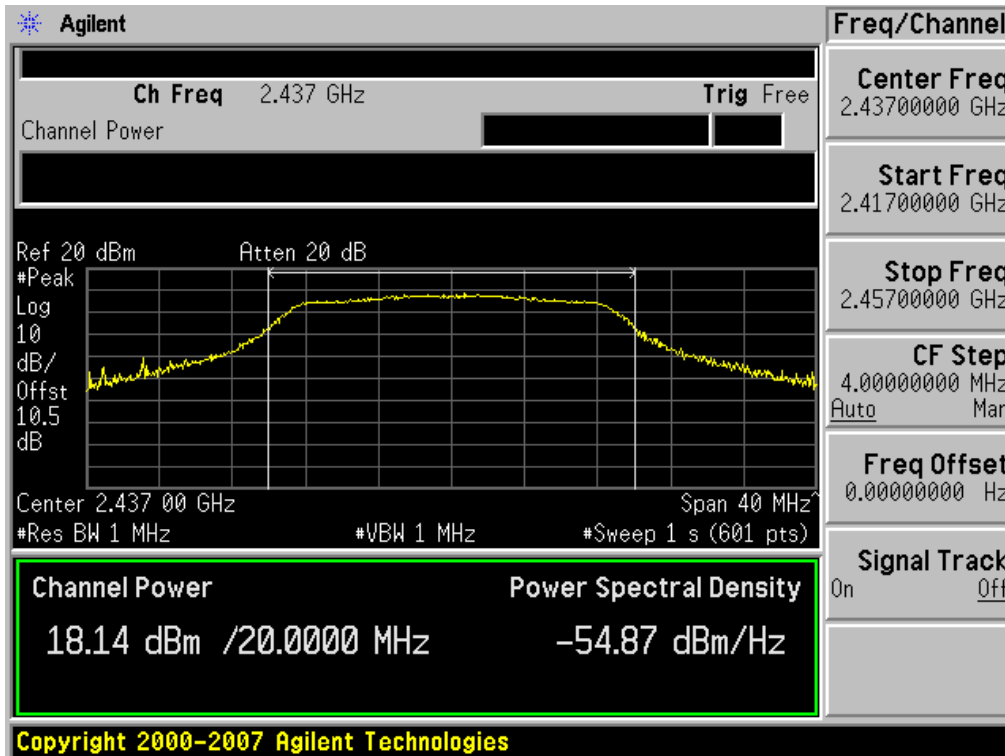 Agilent
Freq/Channel
Ch Freq 2.437 GHz
Trig Free
Channel Power
Ref 20 dBm
Atten 20 dB
#Peak
Log
10
dB/
Offst
10.5
dB
Center 2.437 00 GHz
Span 40 MHz^
#Res BW 1 MHz
#VBW 1 MHz
#Sweep 1 s (601 pts)
Channel Power
Power Spectral Density
18.14 dBm /20.0000 MHz
-54.87 dBm/Hz
Copyright 2000-2007 Agilent Technologies
Center Freq
2.43700000 GHz
Start Freq
2.41700000 GHz
Stop Freq
2.45700000 GHz
CF Step
4.00000000 MHz
Auto Man
Freq Offset
0.00000000 Hz
Signal Track
On Off